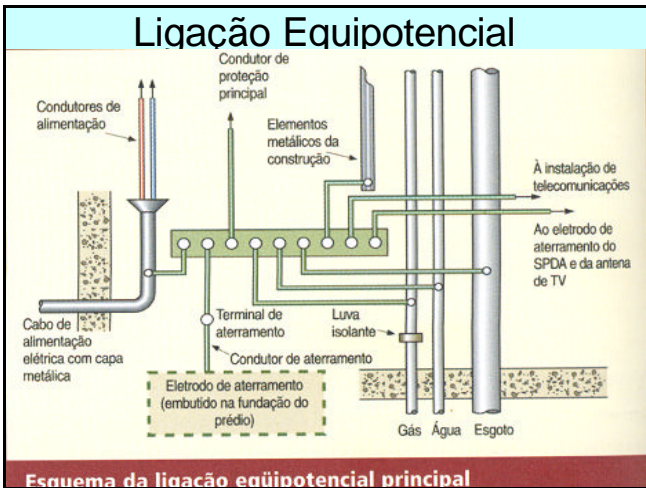 Ligação Equipotencial
Condutor de
proteção
principal
Condutores de
alimentação
Elementos
metálicos da
construção
À instalação de
telecomunicações
Ao eletrodo de
aterramento do
SPDA e da antena
de TV
Cabo de
alimentação
elétrica com capa
metálica
Terminal de
aterramento
Luva
isolante
Condutor de aterramento
Eletrodo de aterramento
(embutido na fundação do
prédio)
Gás Água Esgoto
Esquema da ligação eqüipotencial principal